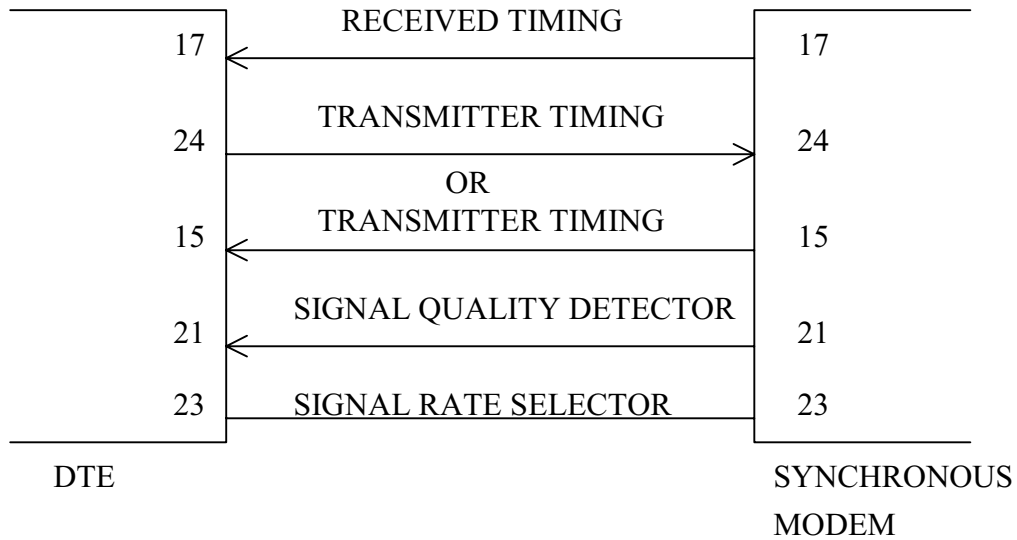 RECEIVED TIMING
17 17
TRANSMITTER TIMING
24 24
OR
TRANSMITTER TIMING
15 15
SIGNAL QUALITY DETECTOR
21 21
23 SIGNAL RATE SELECTOR 23
DTE SYNCHRONOUS
MODEM